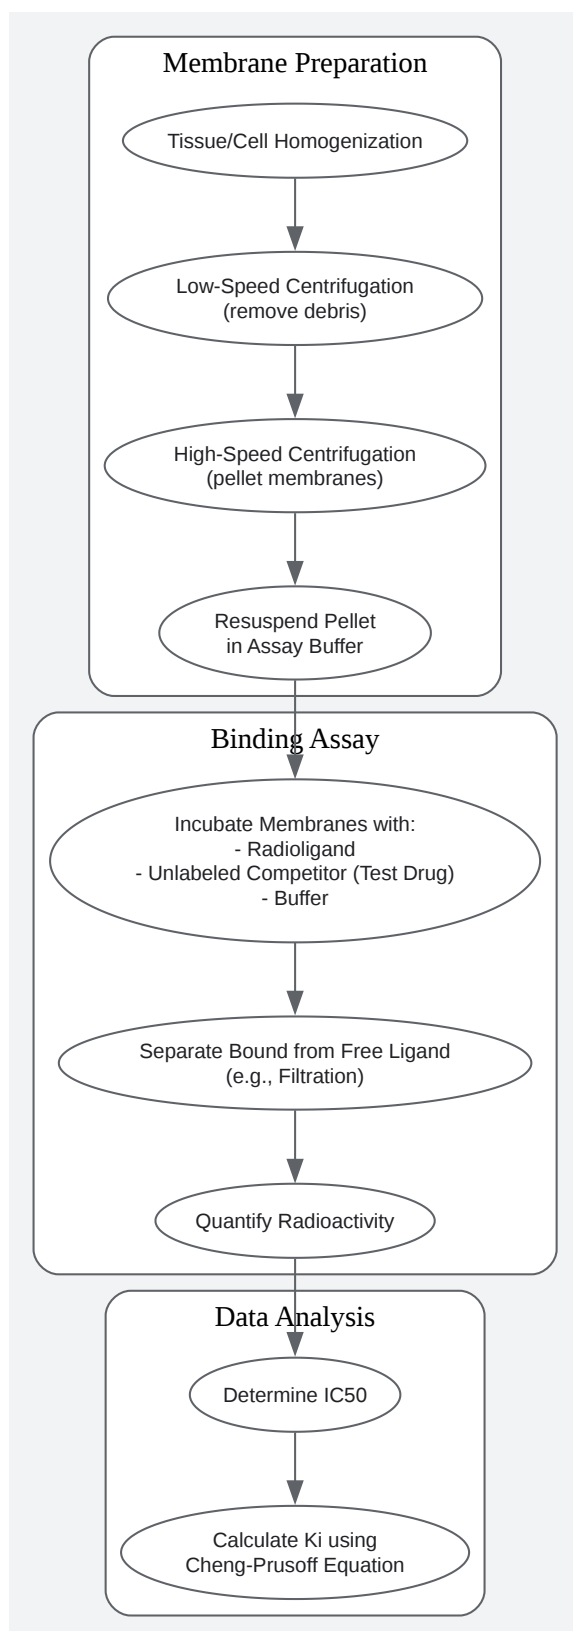 Membrane Preparation
Tissue/Cell Homogenization
Low-Speed Centrifugation
(remove debris)
High-Speed Centrifugation
(pellet membranes)
Resuspend Pellet
in Assay Buffer
Binding Assay
Incubate Membranes with:
- Radioligand
- Unlabeled Competitor (Test Drug)
- Buffer
Separate Bound from Free Ligand
(e.g., Filtration)
Quantify Radioactivity
Data Analysis
Determine IC50
Calculate Ki using
Cheng-Prusoff Equation